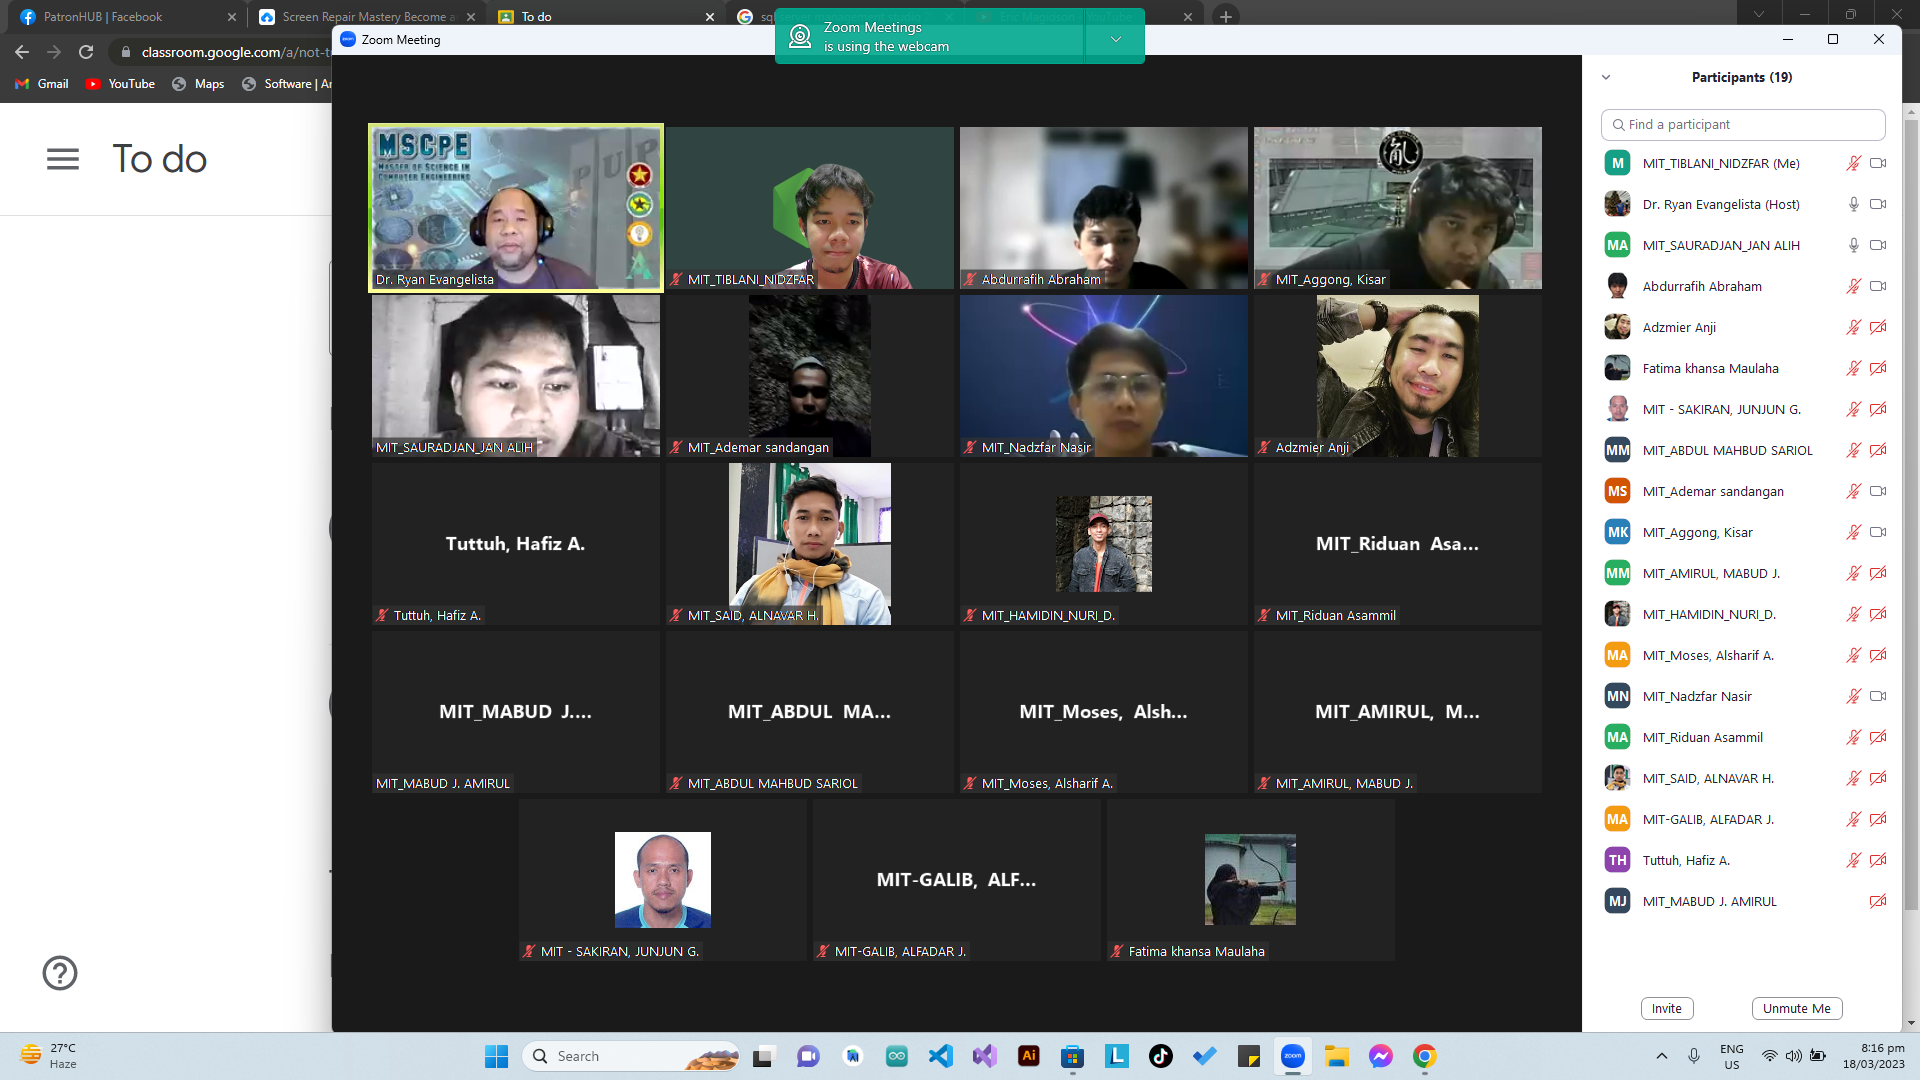 PatronHUB | Facebook
Screen Repair Mastery Become a
To do
classroom.google.com/a/not-t
Gmail
YouTube
Maps
Software | Ar
Zoom Meetings
is using the webcam
Zoom Meeting
To do
MSCPE
MASTER OF SCIENCE IN
COMPUTER ENGINEERING
PUP
Dr. Ryan Evangelista
MIT_TIBLANI_NIDZFAR
Abdurrafih Abraham
MIT_Aggong, Kisar
MIT_SAURADJAN_JAN ALIH
MIT_Ademar sandangan
MIT_Nadzfar Nasir
Adzmier Anji
Tuttuh, Hafiz A.
MIT_Riduan Asa...
Tuttuh, Hafiz A.
MIT_SAID, ALNAVAR H.
MIT_HAMIDIN_NURI_D.
MIT_Riduan Asammil
MIT_MABUD J....
MIT_ABDUL MA...
MIT_Moses, Alsh...
MIT_AMIRUL, M...
MIT_MABUD J. AMIRUL
MIT_ABDUL MAHBUD SARIOL
MIT_Moses, Alsharif A.
MIT_AMIRUL, MABUD J.
MIT-GALIB, ALF...
MIT - SAKIRAN, JUNJUN G.
MIT-GALIB, ALFADAR J.
Fatima khansa Maulaha
Participants (19)
Find a participant
M MIT_TIBLANI_NIDZFAR (Me)
Dr. Ryan Evangelista (Host)
MA MIT_SAURADJAN_JAN ALIH
Abdurrafih Abraham
Adzmier Anji
Fatima khansa Maulaha
MIT - SAKIRAN, JUNJUN G.
MM MIT_ABDUL MAHBUD SARIOL
MS MIT_Ademar sandangan
MK MIT_Aggong, Kisar
MM MIT_AMIRUL, MABUD J.
MIT_HAMIDIN_NURI_D.
MA MIT_Moses, Alsharif A.
MN MIT_Nadzfar Nasir
MA MIT_Riduan Asammil
MIT_SAID, ALNAVAR H.
MA MIT-GALIB, ALFADAR J.
TH Tuttuh, Hafiz A.
MJ MIT_MABUD J. AMIRUL
Invite
Unmute Me
27°C
Haze
Search
Ai
L
zoom
ENG
US
8:16 pm
18/03/2023